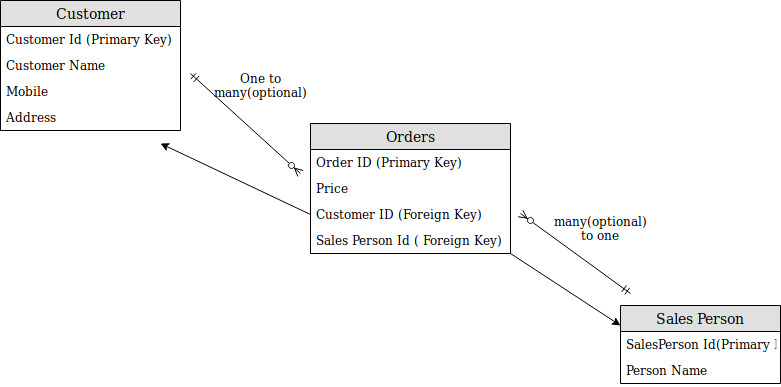 Customer
Customer Id (Primary Key)
Customer Name
Mobile
Address
One to
many(optional)
Orders
Order ID (Primary Key)
Price
Customer ID (Foreign Key)
Sales Person Id ( Foreign Key)
many(optional)
to one
Sales Person
SalesPerson Id(Primary
Person Name